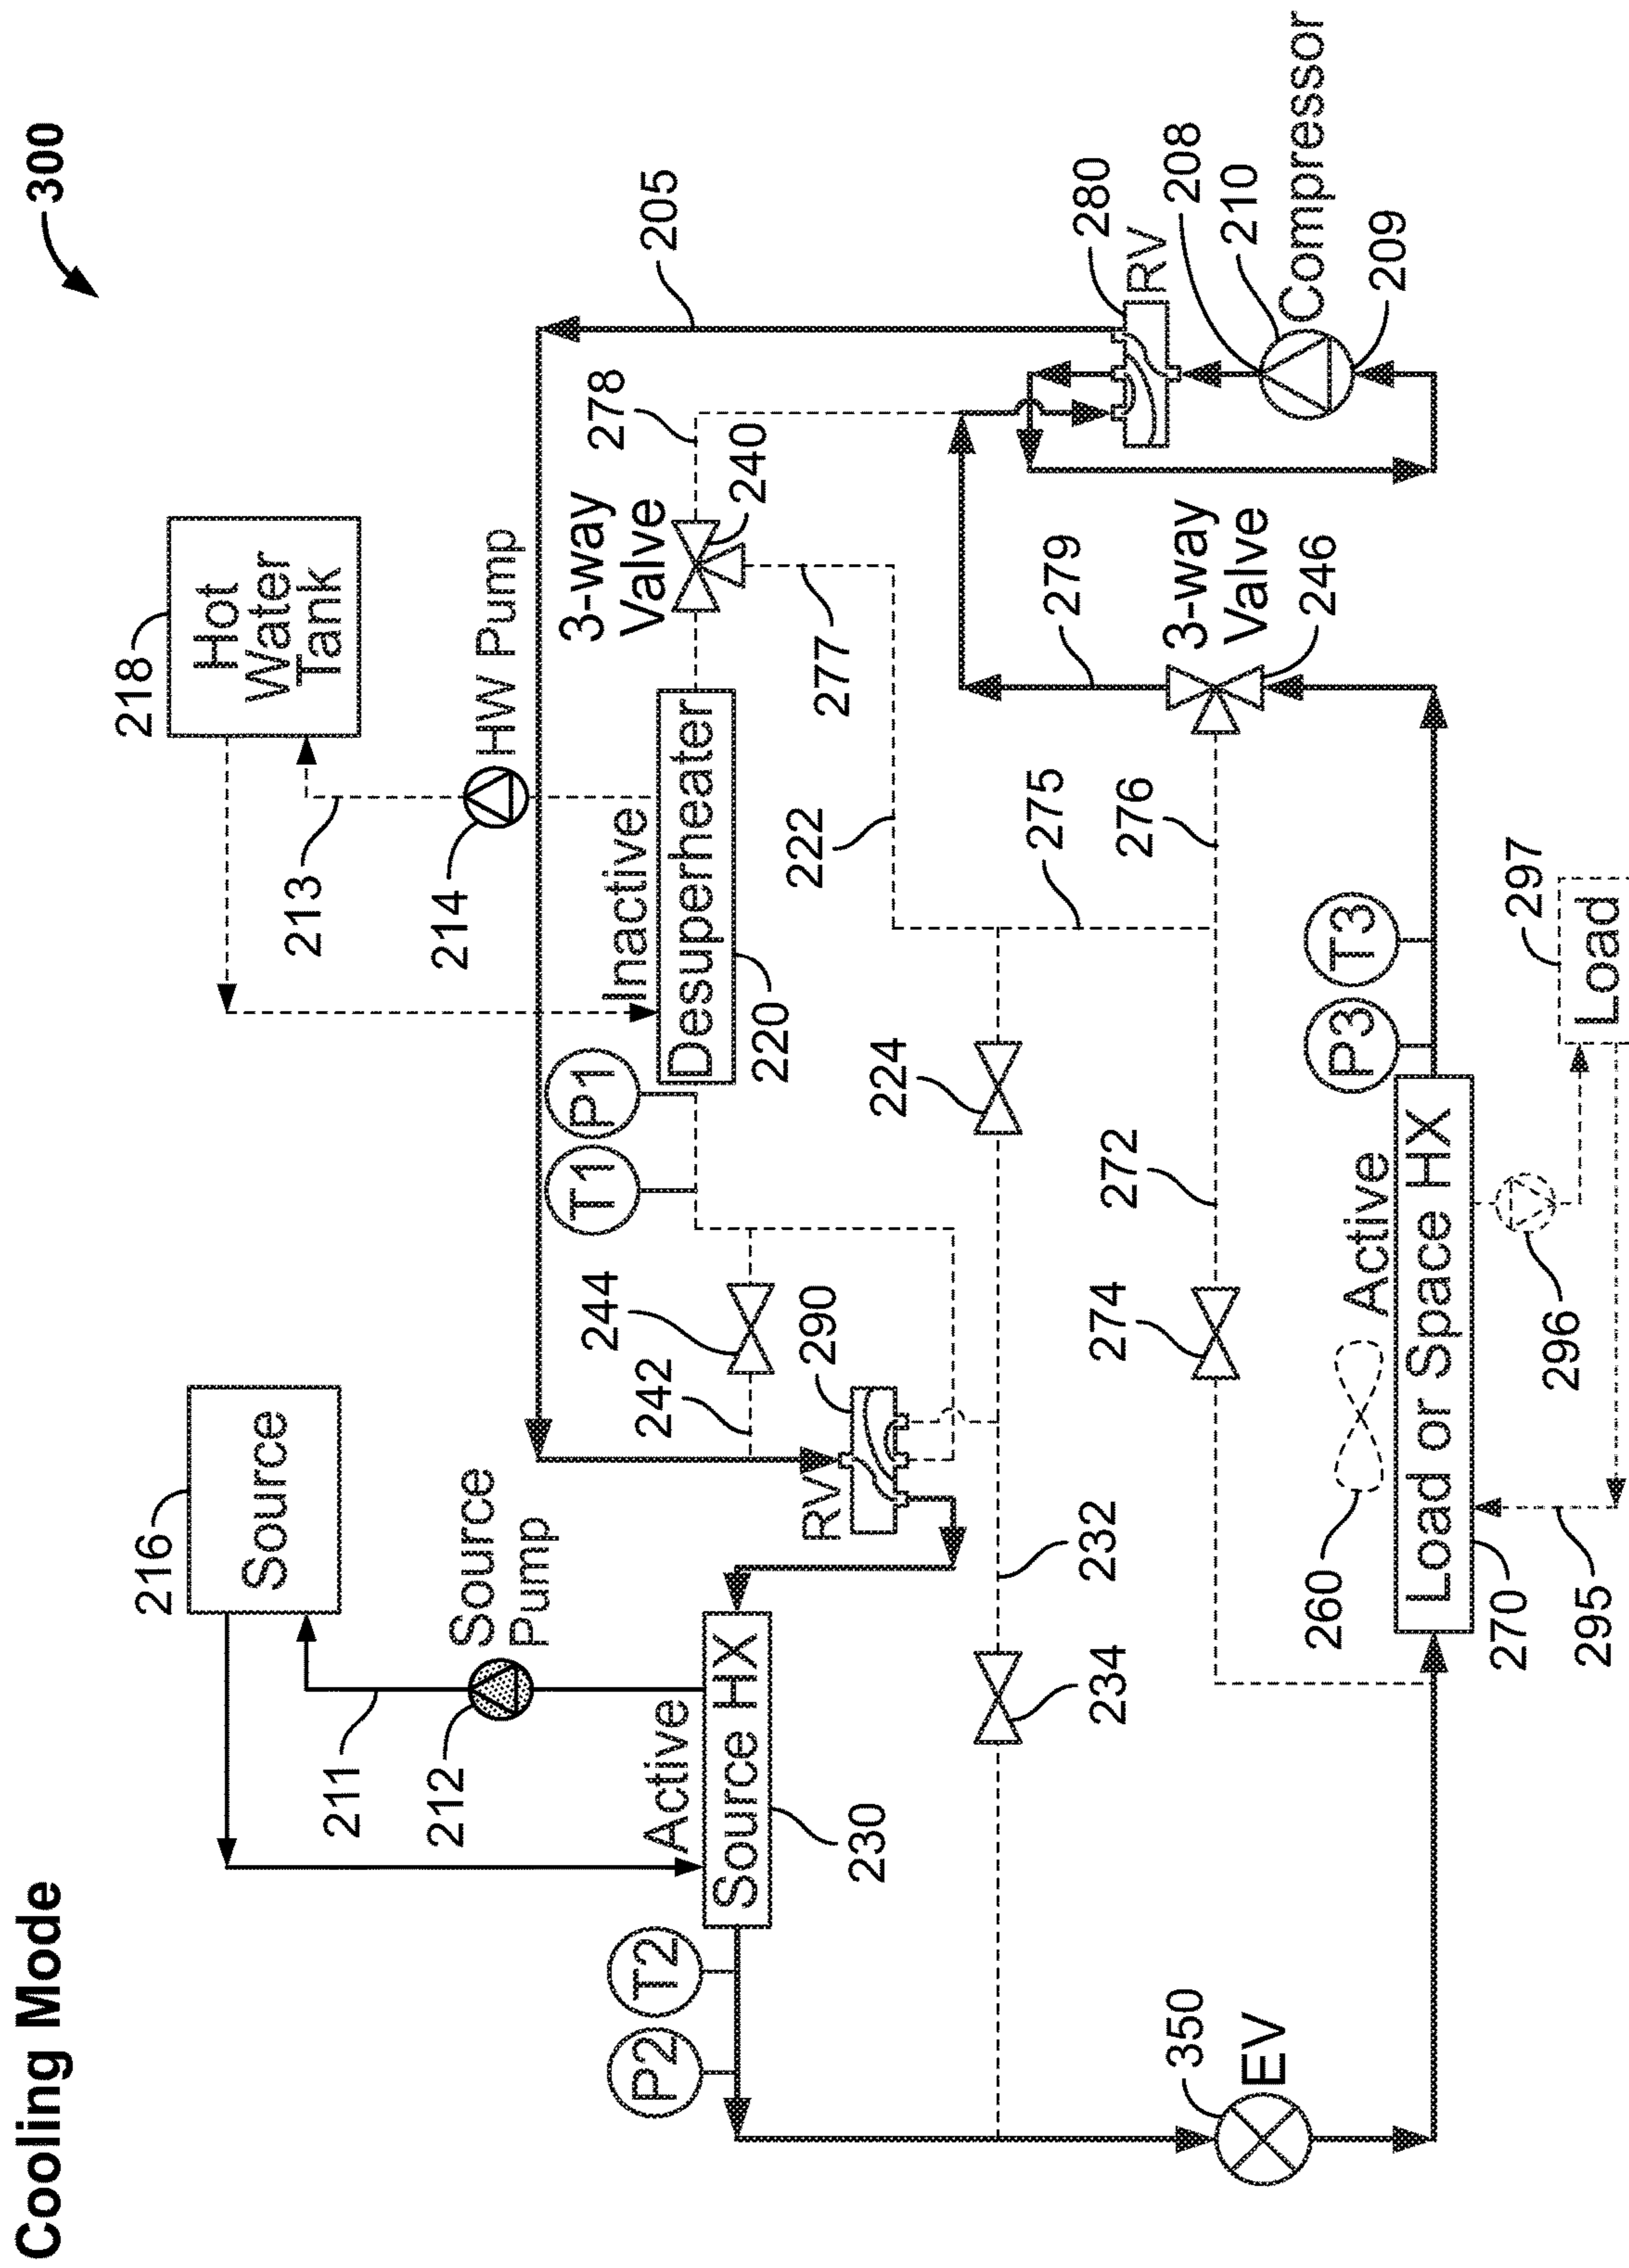 Cooling Mode
300
216
Source
218
Hot
Water
Tank
211
212
Source
Pump
213
214
HW Pump
205
P2
T2
Active
Source HX
230
T1
P1
Inactive
Desuperheater
220
3-way
Valve
278
240
244
242
RV
290
222
277
224
234
232
275
280
RV
208
210
Compressor
209
350
EV
274
272
276
279
3-way
Valve
246
260
Active
Load or Space HX
270
P3
T3
295
296
297
Load